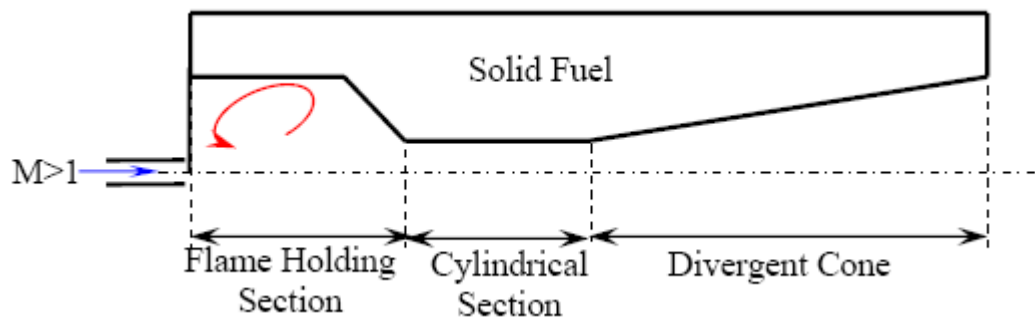 Solid Fuel
M>1
Flame Holding
Section
Cylindrical
Section
Divergent Cone